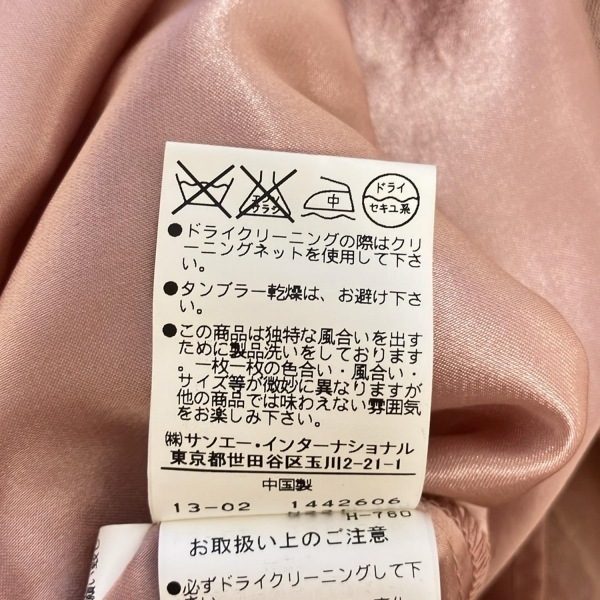 エンソ
サラシ
中
ドライ
セキユ系
●ドライクリーニングの際はクリ
ーニングネットを使用して下さ
い。
●タンブラー乾燥は、お避け下さ
い。
●この商品は独特な風合いを出す
ために製品洗いをしております
。一枚一枚の色合い・風合い・
サイズ等が微妙に異なりますが
他の商品では味わえない雰囲気
をお楽しみ下さい。
㈱サンエー・インターナショナル
東京都世田谷区玉川2-21-1
中国製
13-02 1442606
H-760
お取扱い上のご注意
●必ずドライクリーニングして下